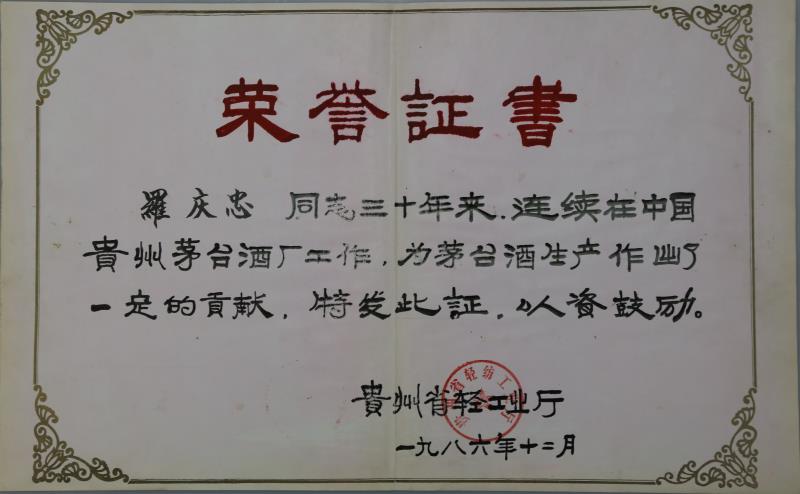 荣誉証書
羅庆忠 同志三十年来，连续在中国
貴州茅台酒厂工作，为茅台酒生产作出了
一定的貢献，特发此証，以资鼓励。
貴州省轻工业厅
一九八六年十二月